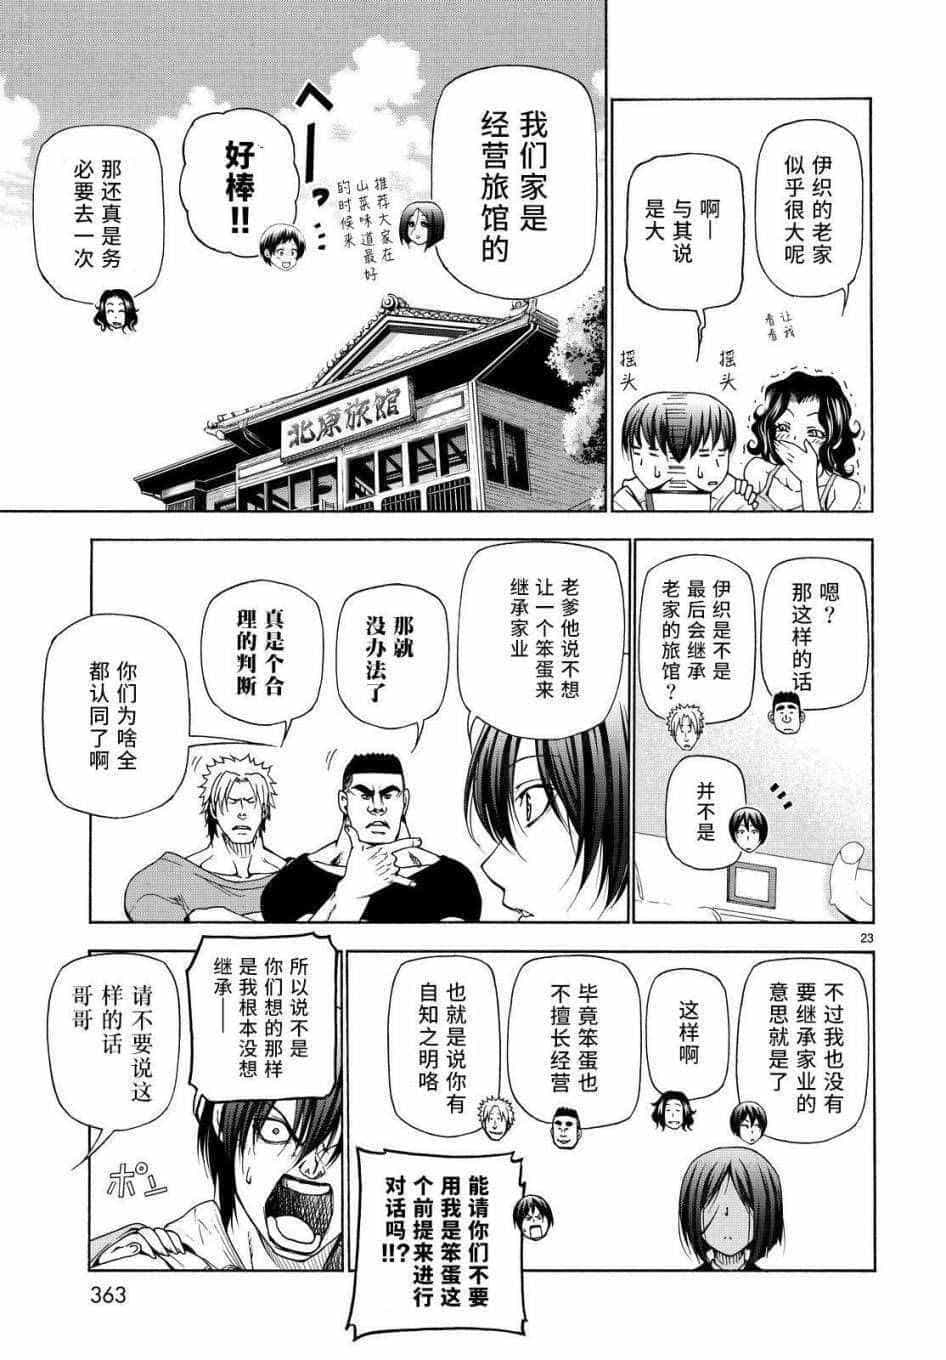 伊织的老家
似乎很大呢
让我
看看
啊—
与其说
是大
摇头
摇头
我们家是
经营旅馆的
推荐大家在
山菜味道最好
的时候来
へー
っ
好棒!!
那还真是务
必要去一次
北原旅馆
嗯?
那这样的话
伊织是不是
最后会继承
老家的旅馆?
并不是
老爹他说不想
让一个笨蛋来
继承家业
那就
没办法了
真是个合
理的判断
你们为啥全
都认同了啊
23
不过我也没有
要继承家业的
意思就是了
这样啊
毕竟笨蛋也
不擅长经营
也就是说你有
自知之明咯
能请你们不要
用我是笨蛋这
个前提来进行
对话吗!?
!!
所以说不是
你们想的那样
是我根本没想
继承—
请不要说这
样的话
哥哥
ポン
363